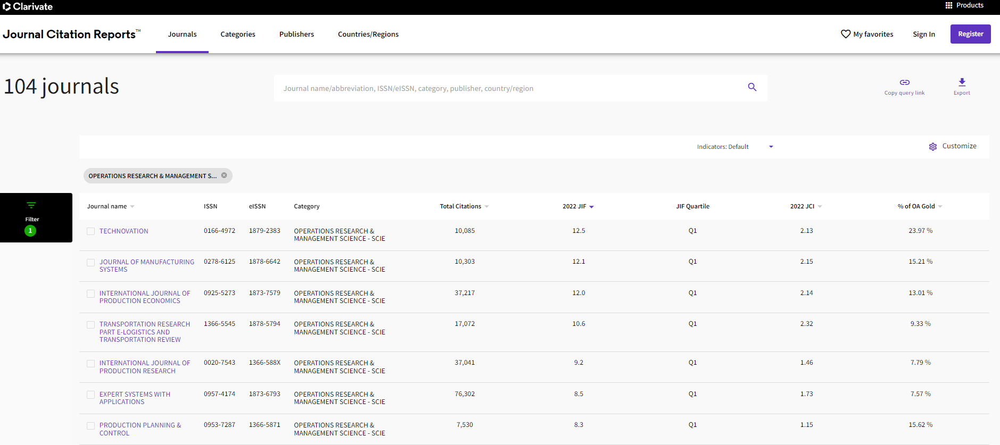 Clarivate
Products
Journal Citation Reports™
Journals
Categories
Publishers
Countries/Regions
My favorites
Sign In
Register
104 journals
Journal name/abbreviation, ISSN/eISSN, category, publisher, country/region
Copy query link
Export
Indicators: Default
Customize
OPERATIONS RESEARCH & MANAGEMENT S...
Filter
1
Journal name ISSN eISSN Category Total Citations 2022 JIF JIF Quartile 2022 JCI % of OA Gold
TECHNOVATION 0166-4972 1879-2383 OPERATIONS RESEARCH & 10,085 12.5 Q1 2.13 23.97 %
MANAGEMENT SCIENCE - SCIE
JOURNAL OF MANUFACTURING 0278-6125 1878-6642 OPERATIONS RESEARCH & 10,303 12.1 Q1 2.15 15.21 %
SYSTEMS MANAGEMENT SCIENCE - SCIE
INTERNATIONAL JOURNAL OF 0925-5273 1873-7579 OPERATIONS RESEARCH & 37,217 12.0 Q1 2.14 13.01 %
PRODUCTION ECONOMICS MANAGEMENT SCIENCE - SCIE
TRANSPORTATION RESEARCH 1366-5545 1878-5794 OPERATIONS RESEARCH & 17,072 10.6 Q1 2.32 9.33 %
PART E-LOGISTICS AND MANAGEMENT SCIENCE - SCIE
TRANSPORTATION REVIEW
INTERNATIONAL JOURNAL OF 0020-7543 1366-588X OPERATIONS RESEARCH & 37,041 9.2 Q1 1.46 7.79 %
PRODUCTION RESEARCH MANAGEMENT SCIENCE - SCIE
EXPERT SYSTEMS WITH 0957-4174 1873-6793 OPERATIONS RESEARCH & 76,302 8.5 Q1 1.73 7.57 %
APPLICATIONS MANAGEMENT SCIENCE - SCIE
PRODUCTION PLANNING & 0953-7287 1366-5871 OPERATIONS RESEARCH & 7,530 8.3 Q1 1.15 15.62 %
CONTROL MANAGEMENT SCIENCE - SCIE